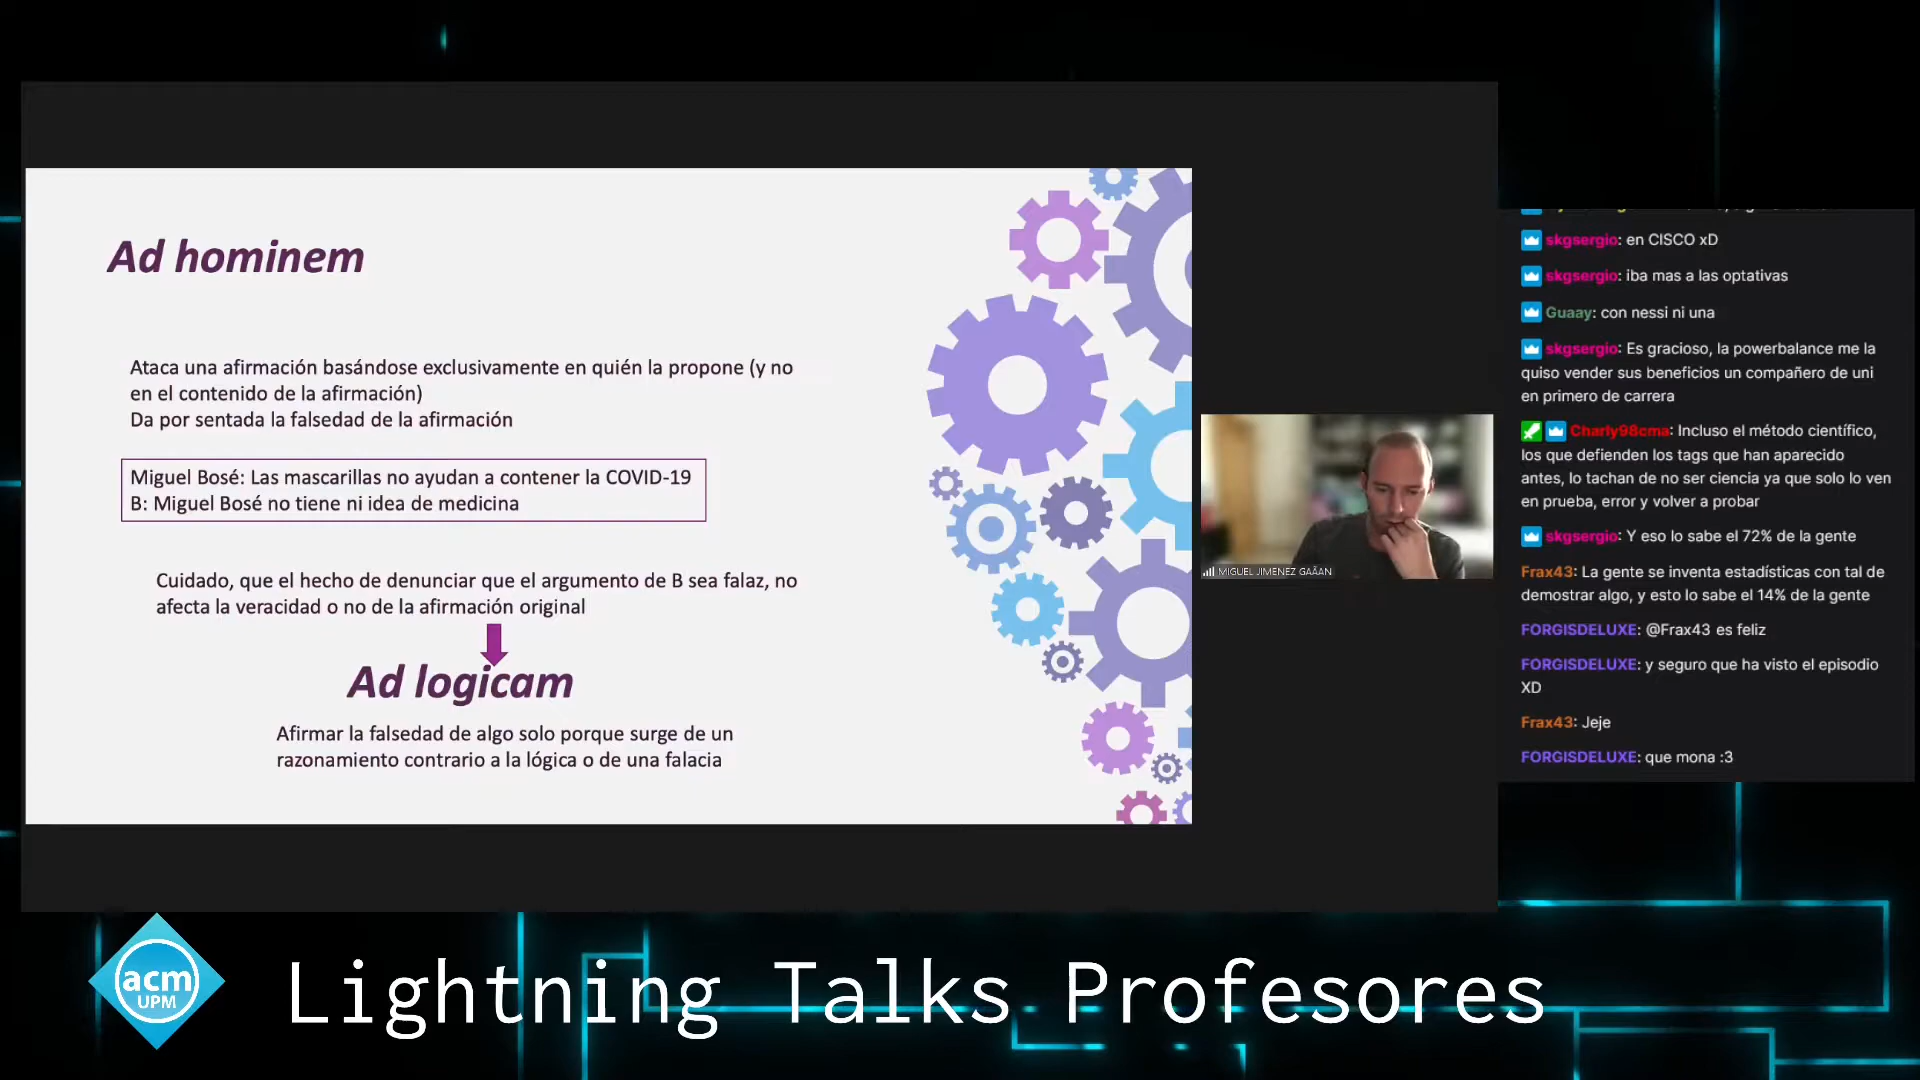 Ad hominem
Ataca una afirmación basándose exclusivamente en quién la propone (y no
en el contenido de la afirmación)
Da por sentada la falsedad de la afirmación
Miguel Bosé: Las mascarillas no ayudan a contener la COVID-19
B: Miguel Bosé no tiene ni idea de medicina
Cuidado, que el hecho de denunciar que el argumento de B sea falaz, no
afecta la veracidad o no de la afirmación original
Ad logicam
Afirmar la falsedad de algo solo porque surge de un
razonamiento contrario a la lógica o de una falacia
MIGUEL JIMENEZ GAÃAN
skgsergio: en CISCO xD
skgsergio: iba mas a las optativas
Guaay: con nessi ni una
skgsergio: Es gracioso, la powerbalance me la
quiso vender sus beneficios un compañero de uni
en primero de carrera
Charly98cma: Incluso el método científico,
los que defienden los tags que han aparecido
antes, lo tachan de no ser ciencia ya que solo lo ven
en prueba, error y volver a probar
skgsergio: Y eso lo sabe el 72% de la gente
Frax43: La gente se inventa estadísticas con tal de
demostrar algo, y esto lo sabe el 14% de la gente
FORGISDELUXE: @Frax43 es feliz
FORGISDELUXE: y seguro que ha visto el episodio
XD
Frax43: Jeje
FORGISDELUXE: que mona :3
acm
UPM
Lightning Talks Profesores